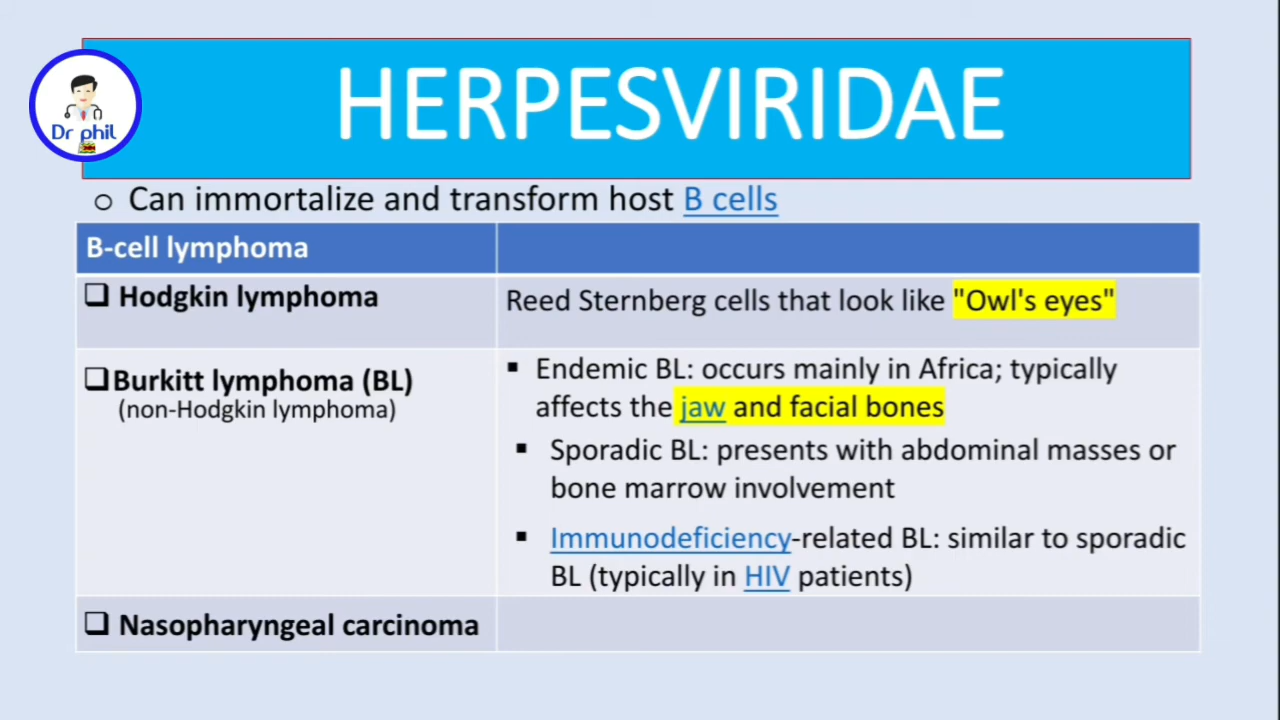 HERPESVIRIDAE
Dr phil
o Can immortalize and transform host B cells
B-cell lymphoma
❑ Hodgkin lymphoma
Reed Sternberg cells that look like "Owl's eyes"
❑Burkitt lymphoma (BL)
(non-Hodgkin lymphoma)
▪ Endemic BL: occurs mainly in Africa; typically
affects the jaw and facial bones
▪ Sporadic BL: presents with abdominal masses or
bone marrow involvement
▪ Immunodeficiency-related BL: similar to sporadic
BL (typically in HIV patients)
❑ Nasopharyngeal carcinoma